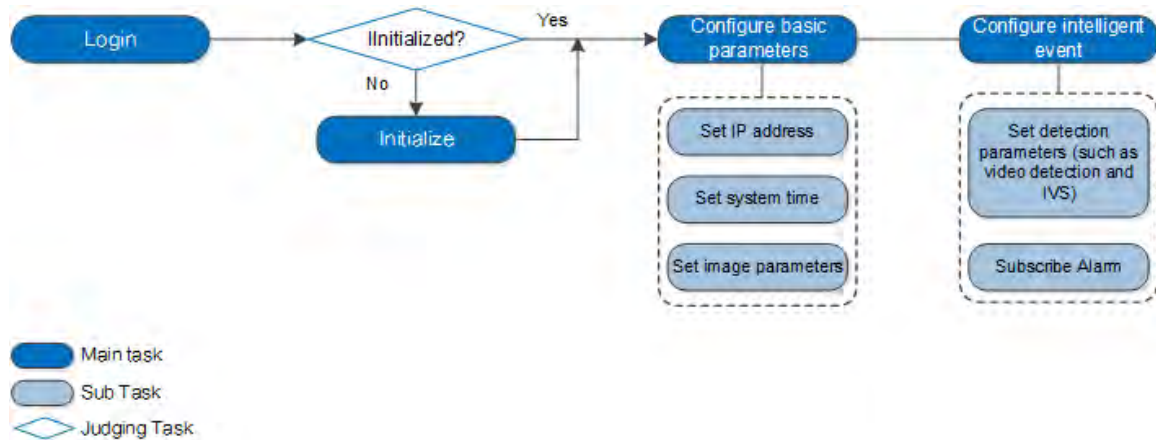 Login
IInitialized?
Yes
No
Initialize
Configure basic
parameters
Configure intelligent
event
Set IP address
Set system time
Set image parameters
Set detection
parameters (such as
video detection and
IVS)
Subscribe Alarm
Main task
Sub Task
Judging Task